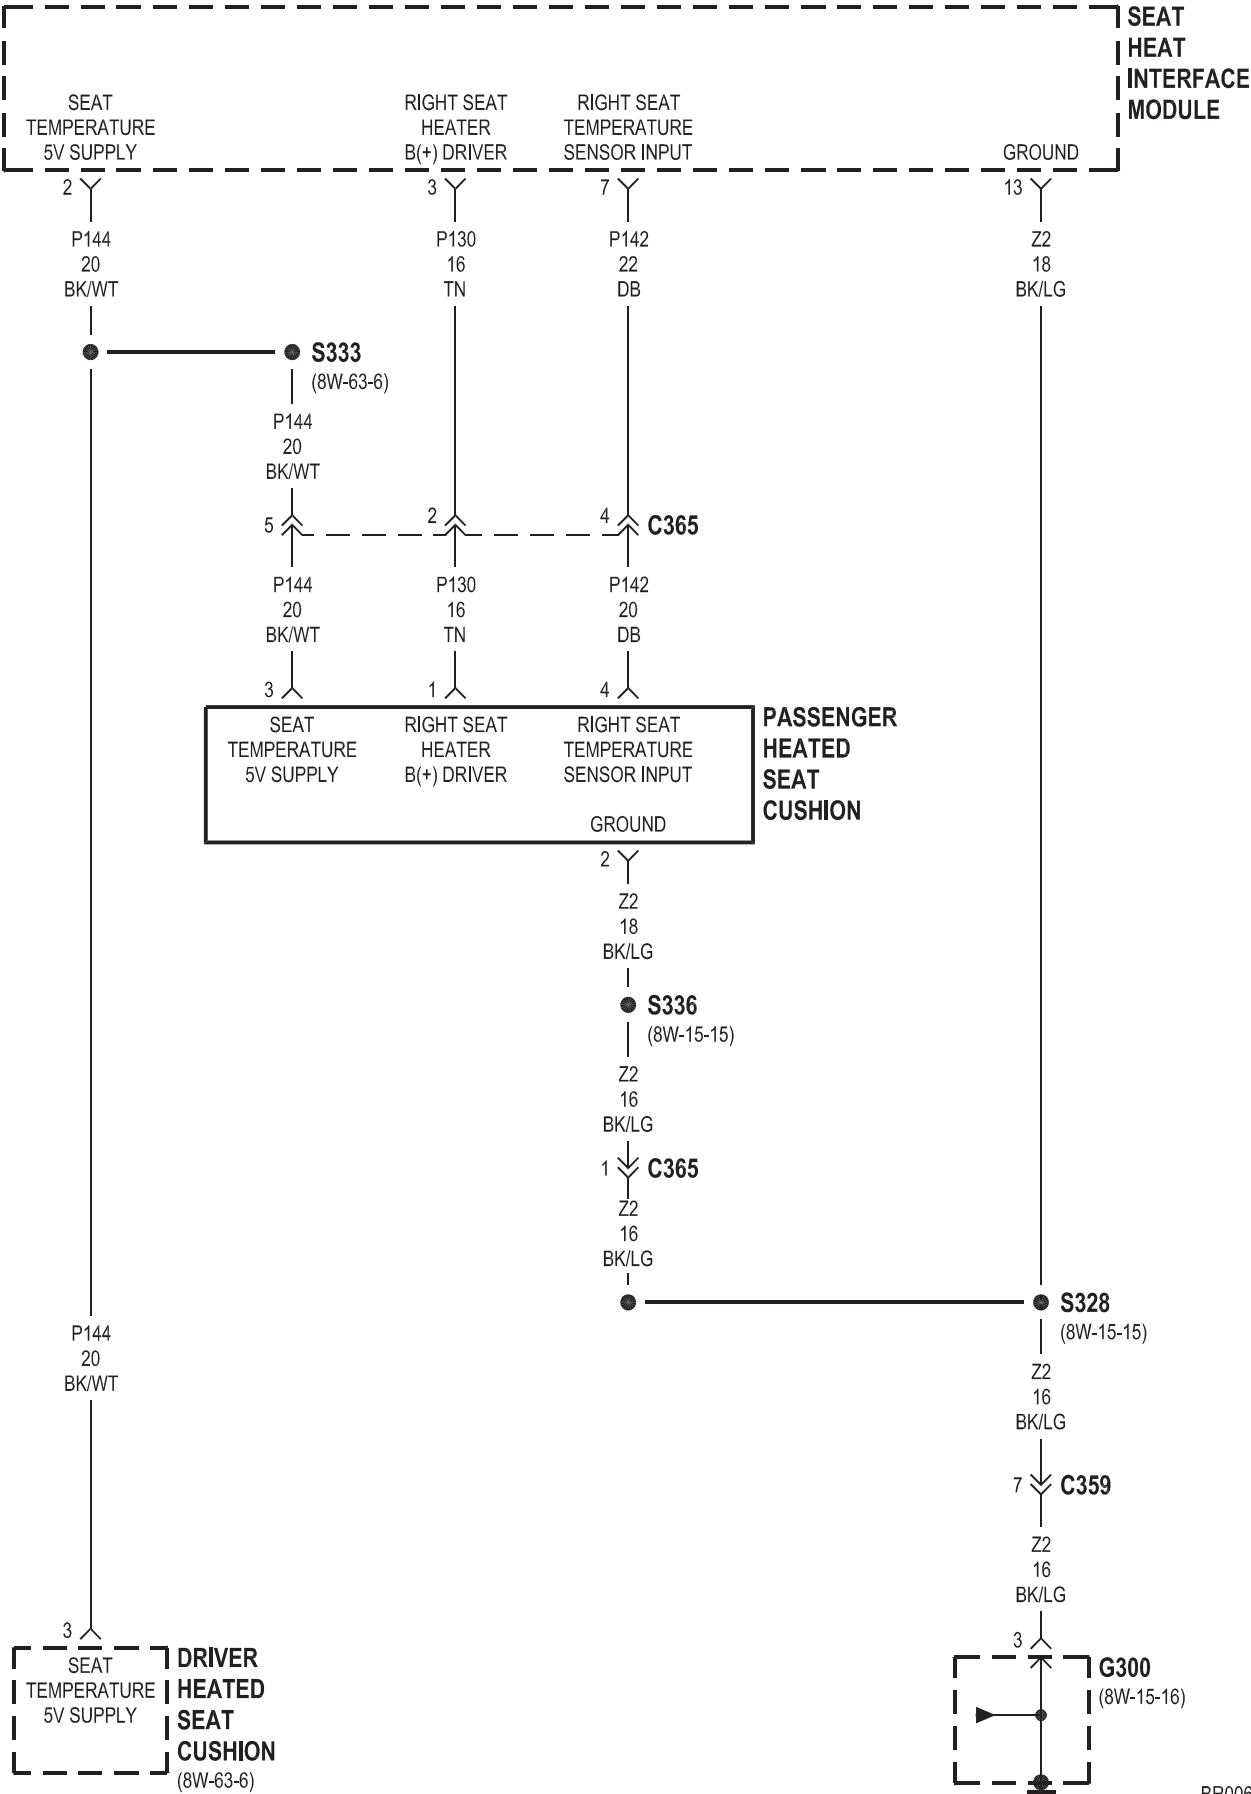 SEAT
HEAT
INTERFACE
MODULE
SEAT
TEMPERATURE
5V SUPPLY
RIGHT SEAT
HEATER
B(+) DRIVER
RIGHT SEAT
TEMPERATURE
SENSOR INPUT
GROUND
2
3
7
13
P144
20
BK/WT
P130
16
TN
P142
22
DB
Z2
18
BK/LG
S333
(8W-63-6)
P144
20
BK/WT
5
2
4
C365
P144
20
BK/WT
P130
16
TN
P142
20
DB
3
1
4
SEAT
TEMPERATURE
5V SUPPLY
RIGHT SEAT
HEATER
B(+) DRIVER
RIGHT SEAT
TEMPERATURE
SENSOR INPUT
GROUND
PASSENGER
HEATED
SEAT
CUSHION
2
Z2
18
BK/LG
S336
(8W-15-15)
Z2
16
BK/LG
1
C365
Z2
16
BK/LG
S328
(8W-15-15)
P144
20
BK/WT
Z2
16
BK/LG
7
C359
Z2
16
BK/LG
3
3
SEAT
TEMPERATURE
5V SUPPLY
DRIVER
HEATED
SEAT
CUSHION
(8W-63-6)
G300
(8W-15-16)